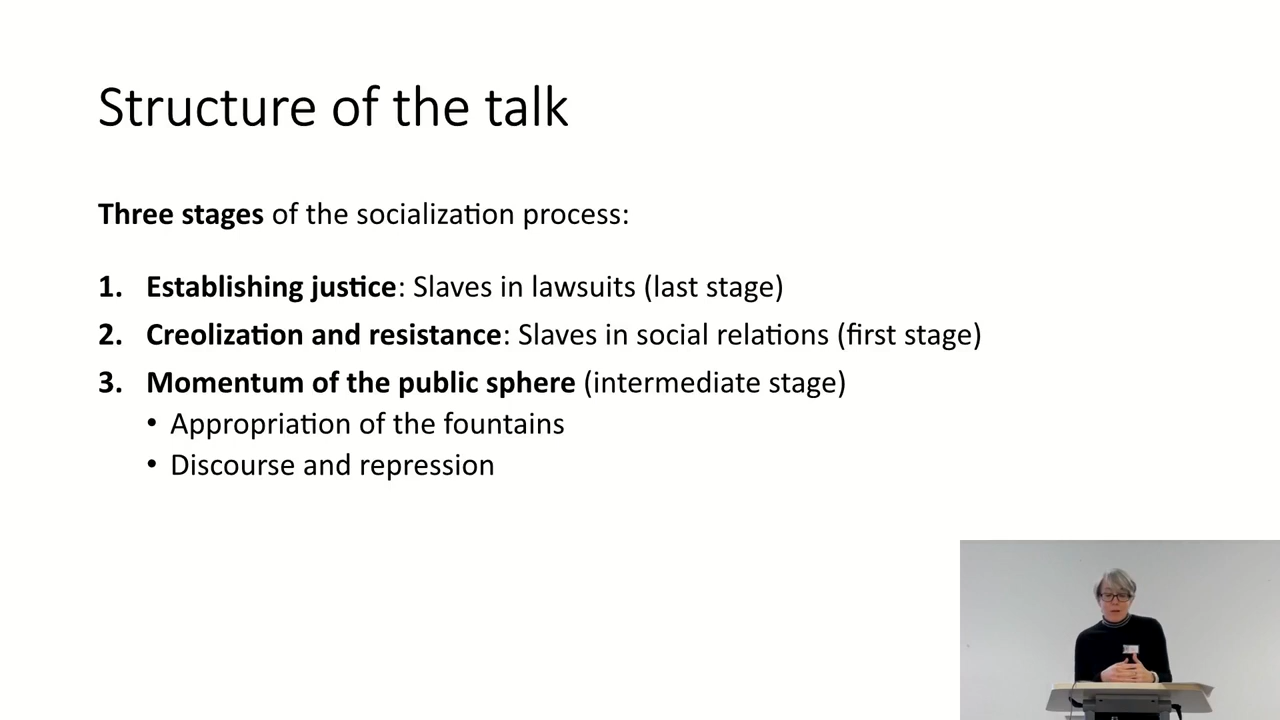 Structure of the talk
Three stages of the socialization process:
1. Establishing justice: Slaves in lawsuits (last stage)
2. Creolization and resistance: Slaves in social relations (first stage)
3. Momentum of the public sphere (intermediate stage)
• Appropriation of the fountains
• Discourse and repression